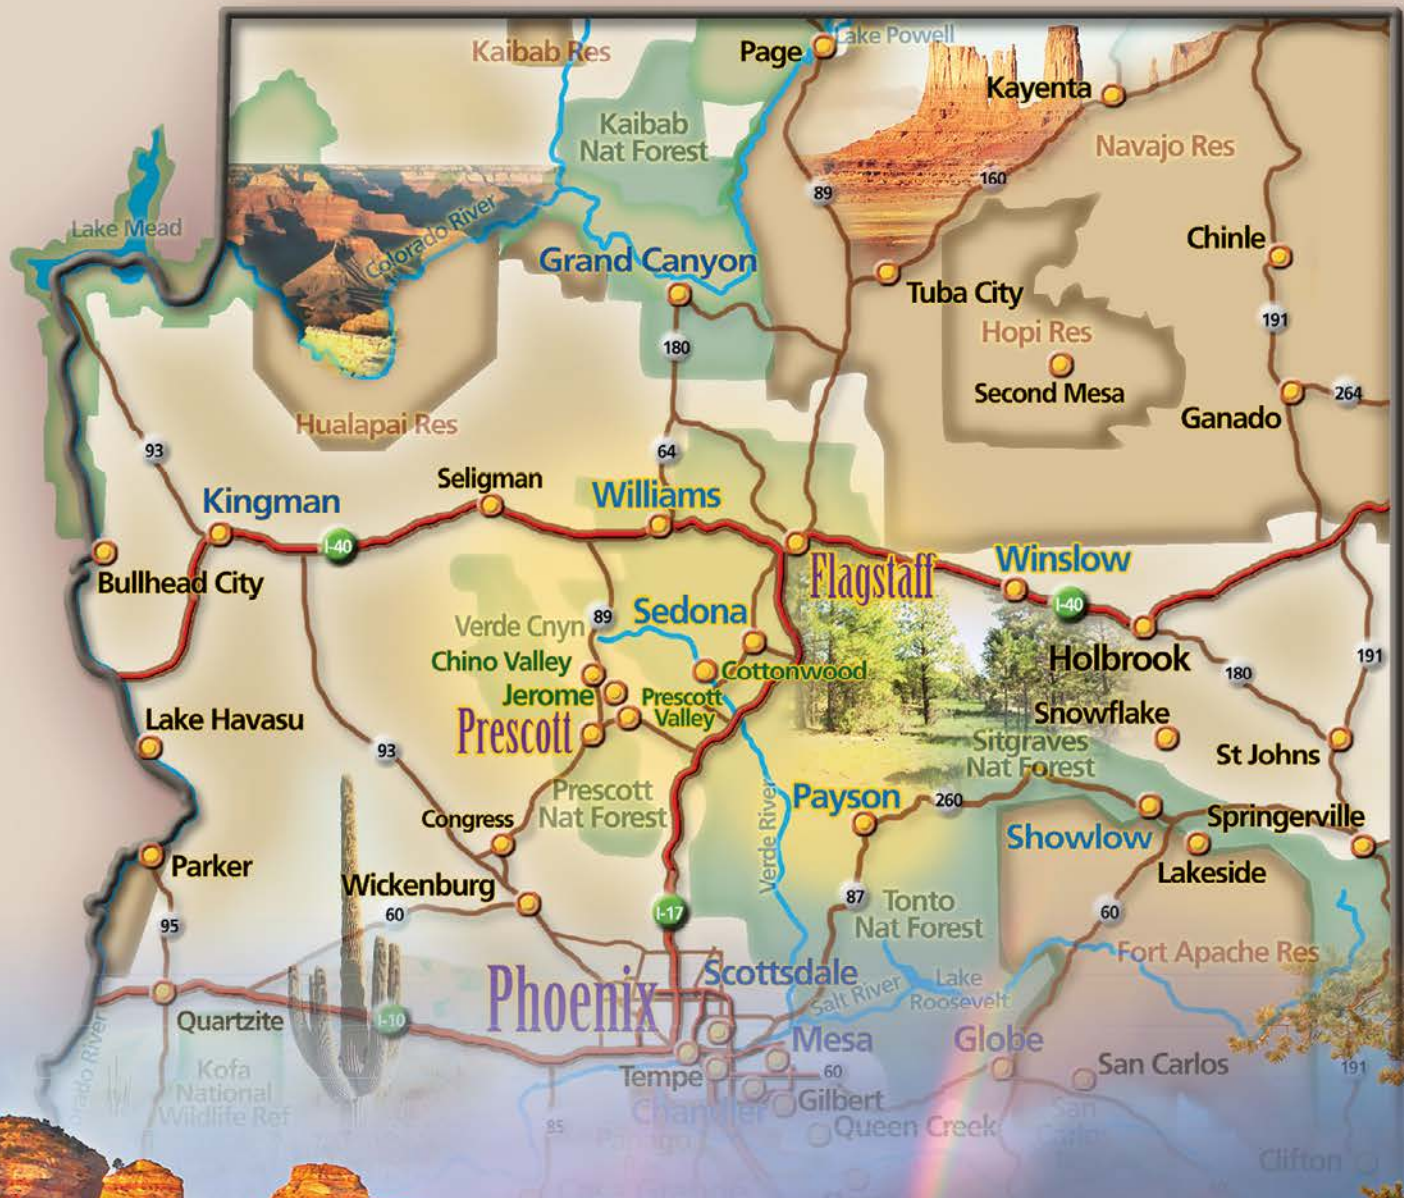 Kaibab Res
Page
Lake Powell
Kayenta
Kaibab
Nat Forest
Navajo Res
160
89
Lake Mead
Colorado River
Chinle
Grand Canyon
Tuba City
191
Hopi Res
180
Second Mesa
264
Ganado
Hualapai Res
93
64
Seligman
Williams
Kingman
I-40
Bullhead City
Flagstaff
Winslow
I-40
89
Sedona
Verde Cnyn
Holbrook
191
Chino Valley
Cottonwood
180
Jerome
Prescott
Valley
Prescott
Lake Havasu
Snowflake
Sitgraves
Nat Forest
St Johns
93
Prescott
Nat Forest
Verde River
Payson
260
Congress
Showlow
Springerville
Parker
Lakeside
Wickenburg
60
87
Tonto
Nat Forest
I-17
60
95
Fort Apache Res
Phoenix
Scottsdale
Salt River
Lake
Roosevelt
Quartzite
I-10
Mesa
Globe
San Carlos
Kofa
National
Wildlife Ref
Tempe
60
191
Chandler
Gilbert
San
85
Queen Creek
Clifton